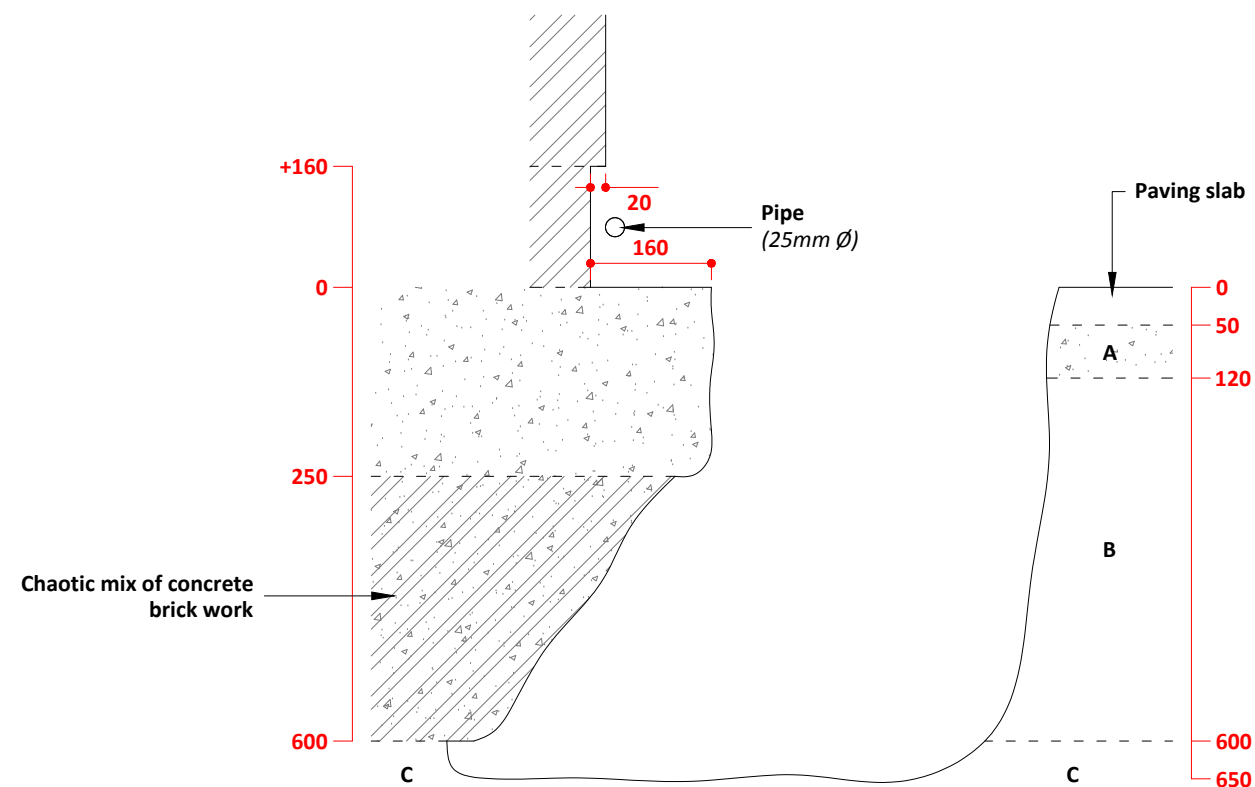 +160
20
Pipe
(25mm Ø)
160
Paving slab
0
0
50
A
120
250
B
Chaotic mix of concrete
brick work
600
600
C
C
650